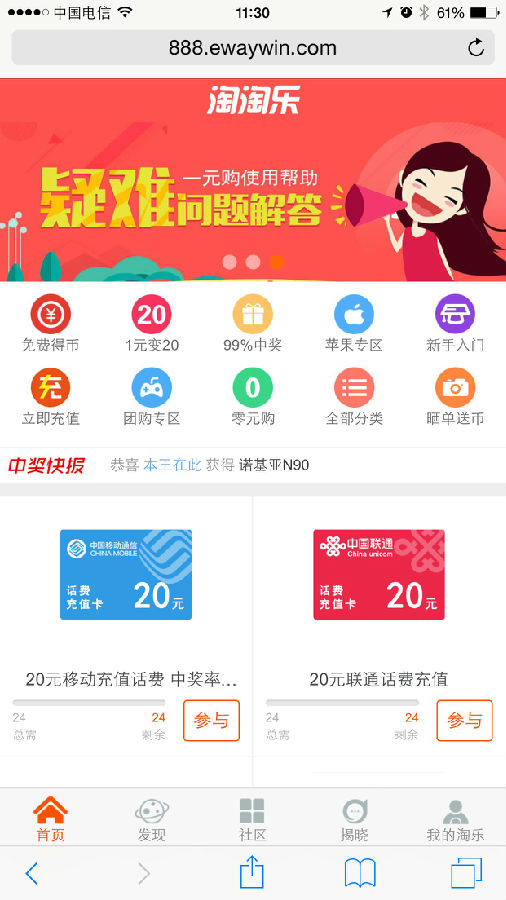 中国电信 11:30 61%
888.ewaywin.com
淘淘乐
疑难
一元购使用帮助
问题解答
免费得币 1元变20 99%中奖 苹果专区 新手入门
立即充值 团购专区 零元购 全部分类 晒单送币
20
充
0
中奖快报 恭喜 本王在此 获得 诺基亚N90
中国移动通信
CHINA MOBILE
话费
充值卡
20元
中国联通
China unicom
话费
充值卡
20元
20元移动充值话费 中奖率...
20元联通话费充值
24 24
总需 剩余
参与
24 24
总需 剩余
参与
首页 发现 社区 揭晓 我的淘乐